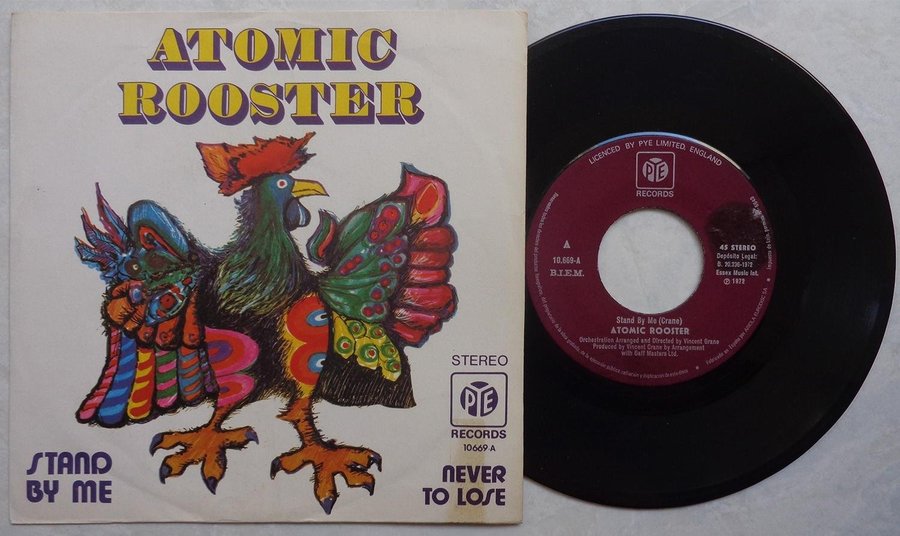 ATOMIC
ROOSTER
STEREO
PYE
RECORDS
10669 A
STAND
BY ME
NEVER
TO LOSE
LICENCED BY PYE LIMITED, ENGLAND
PYE
RECORDS
A
10,669-A
B.I.E.M.
45 STEREO
Depósito Legal:
Essex Music Int.
Ⓟ 1972
Stand By Me (Crane)
ATOMIC ROOSTER
Orchestration Arranged and Directed by Vincent Crane
Produced by Vincent Crane by Arrangement
with Gaff Masters Ltd.